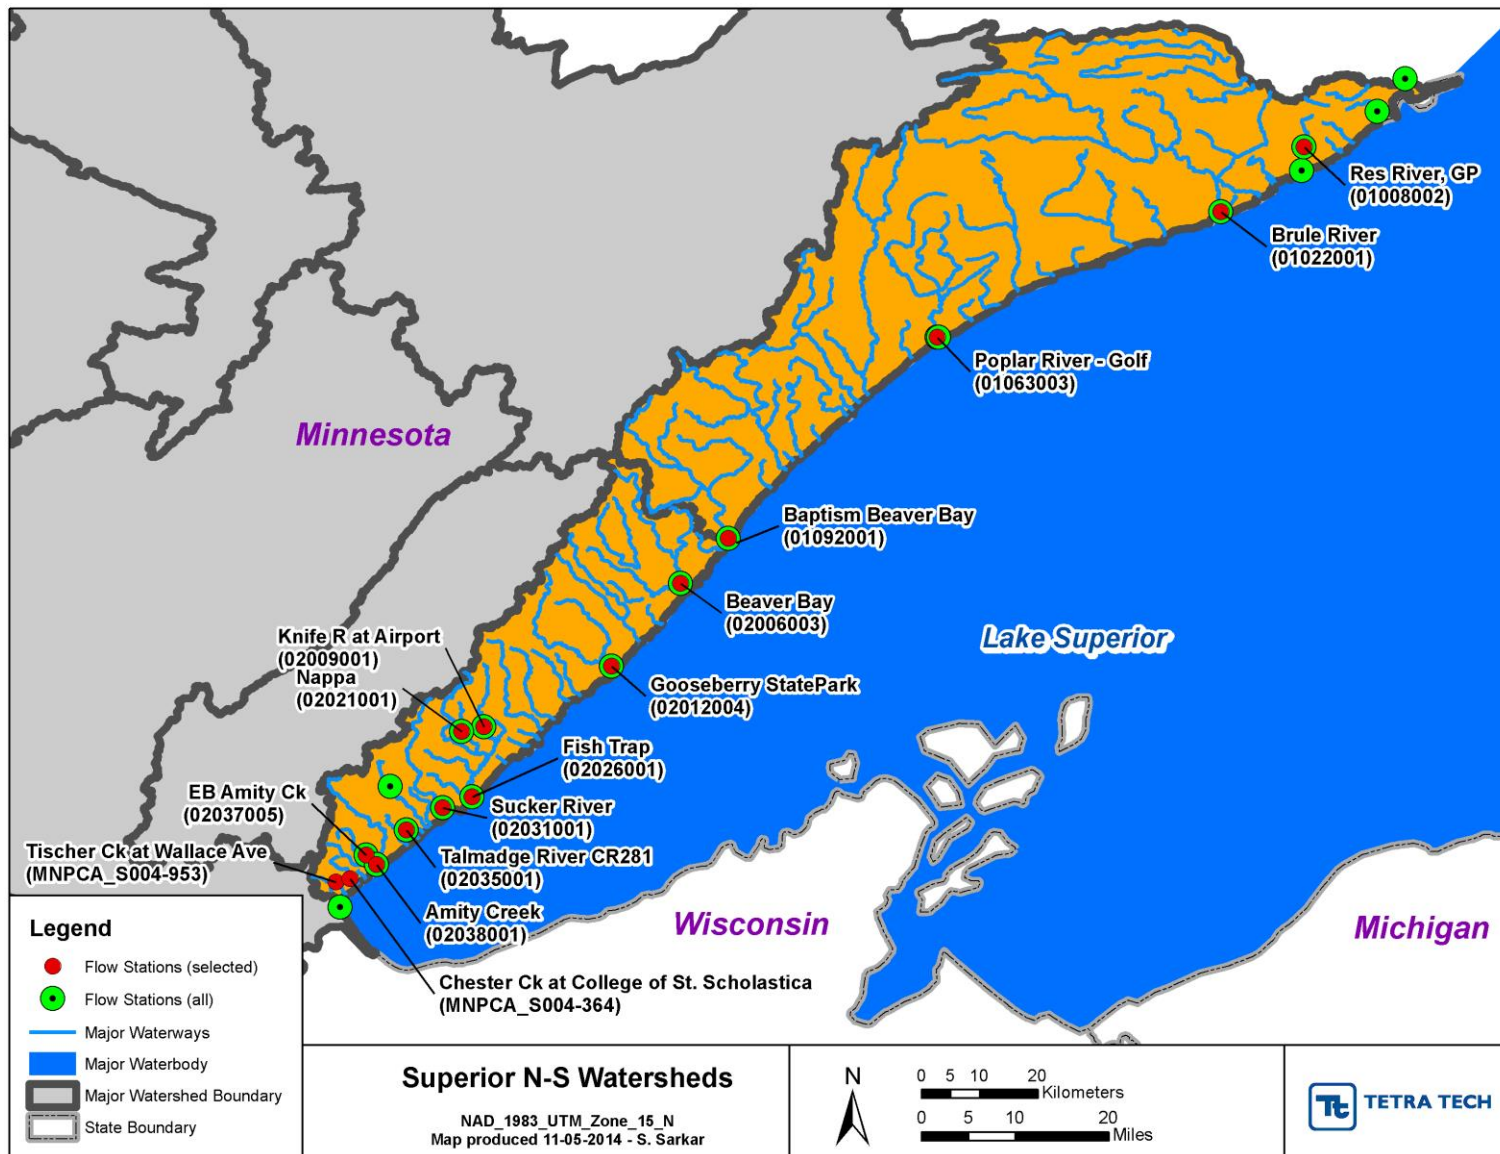 Res River, GP
(01008002)
Brule River
(01022001)
Poplar River - Golf
(01063003)
Minnesota
Baptism Beaver Bay
(01092001)
Beaver Bay
(02006003)
Lake Superior
Knife R at Airport
(02009001)
Nappa
(02021001)
Gooseberry StatePark
(02012004)
Fish Trap
(02026001)
EB Amity Ck
(02037005)
Sucker River
(02031001)
Tischer Ck at Wallace Ave
(MNPCA_S004-953)
Talmadge River CR281
(02035001)
Amity Creek
(02038001)
Wisconsin
Michigan
Chester Ck at College of St. Scholastica
(MNPCA_S004-364)
Legend
Flow Stations (selected)
Flow Stations (all)
Major Waterways
Major Waterbody
Major Watershed Boundary
State Boundary
Superior N-S Watersheds
NAD_1983_UTM_Zone_15_N
Map produced 11-05-2014 - S. Sarkar
N
0 5 10 20
Kilometers
0 5 10 20
Miles
Tt TETRA TECH